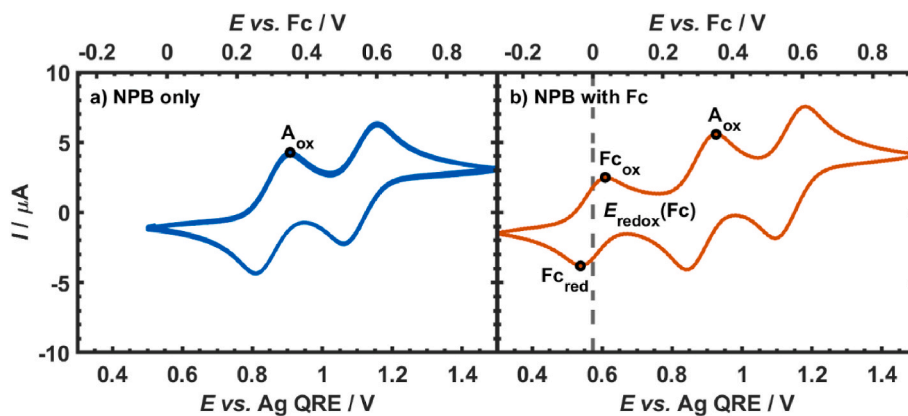 E vs. Fc / V
E vs. Fc / V
-0.2 0 0.2 0.4 0.6 0.8
-0.2 0 0.2 0.4 0.6 0.8
10
5
0
-5
-10
I / μA
a) NPB only
A_ox
b) NPB with Fc
A_ox
Fc_ox
E_redox(Fc)
Fc_red
0.4 0.6 0.8 1 1.2 1.4
0.4 0.6 0.8 1 1.2 1.4
E vs. Ag QRE / V
E vs. Ag QRE / V